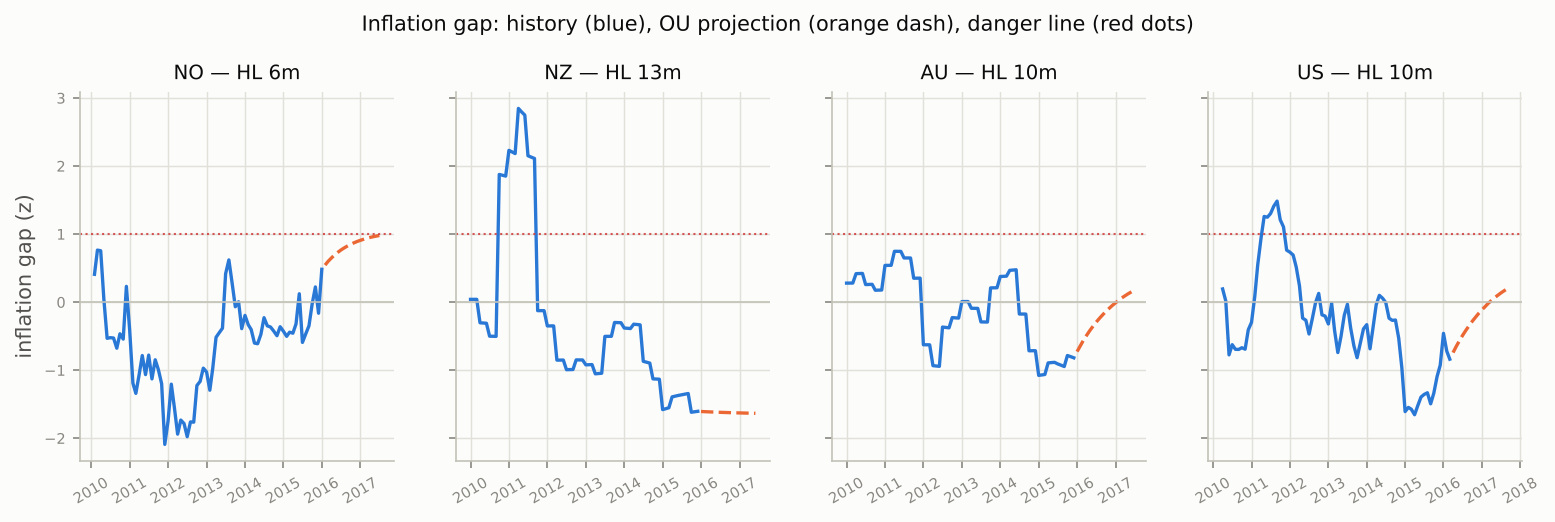 Inflation gap: history (blue), OU projection (orange dash), danger line (red dots)
NO — HL 6m
NZ — HL 13m
AU — HL 10m
US — HL 10m
inflation gap (z)
3
2
1
0
−1
−2
2010 2011 2012 2013 2014 2015 2016 2017
2010 2011 2012 2013 2014 2015 2016 2017
2010 2011 2012 2013 2014 2015 2016 2017
2010 2011 2012 2013 2014 2015 2016 2017 2018